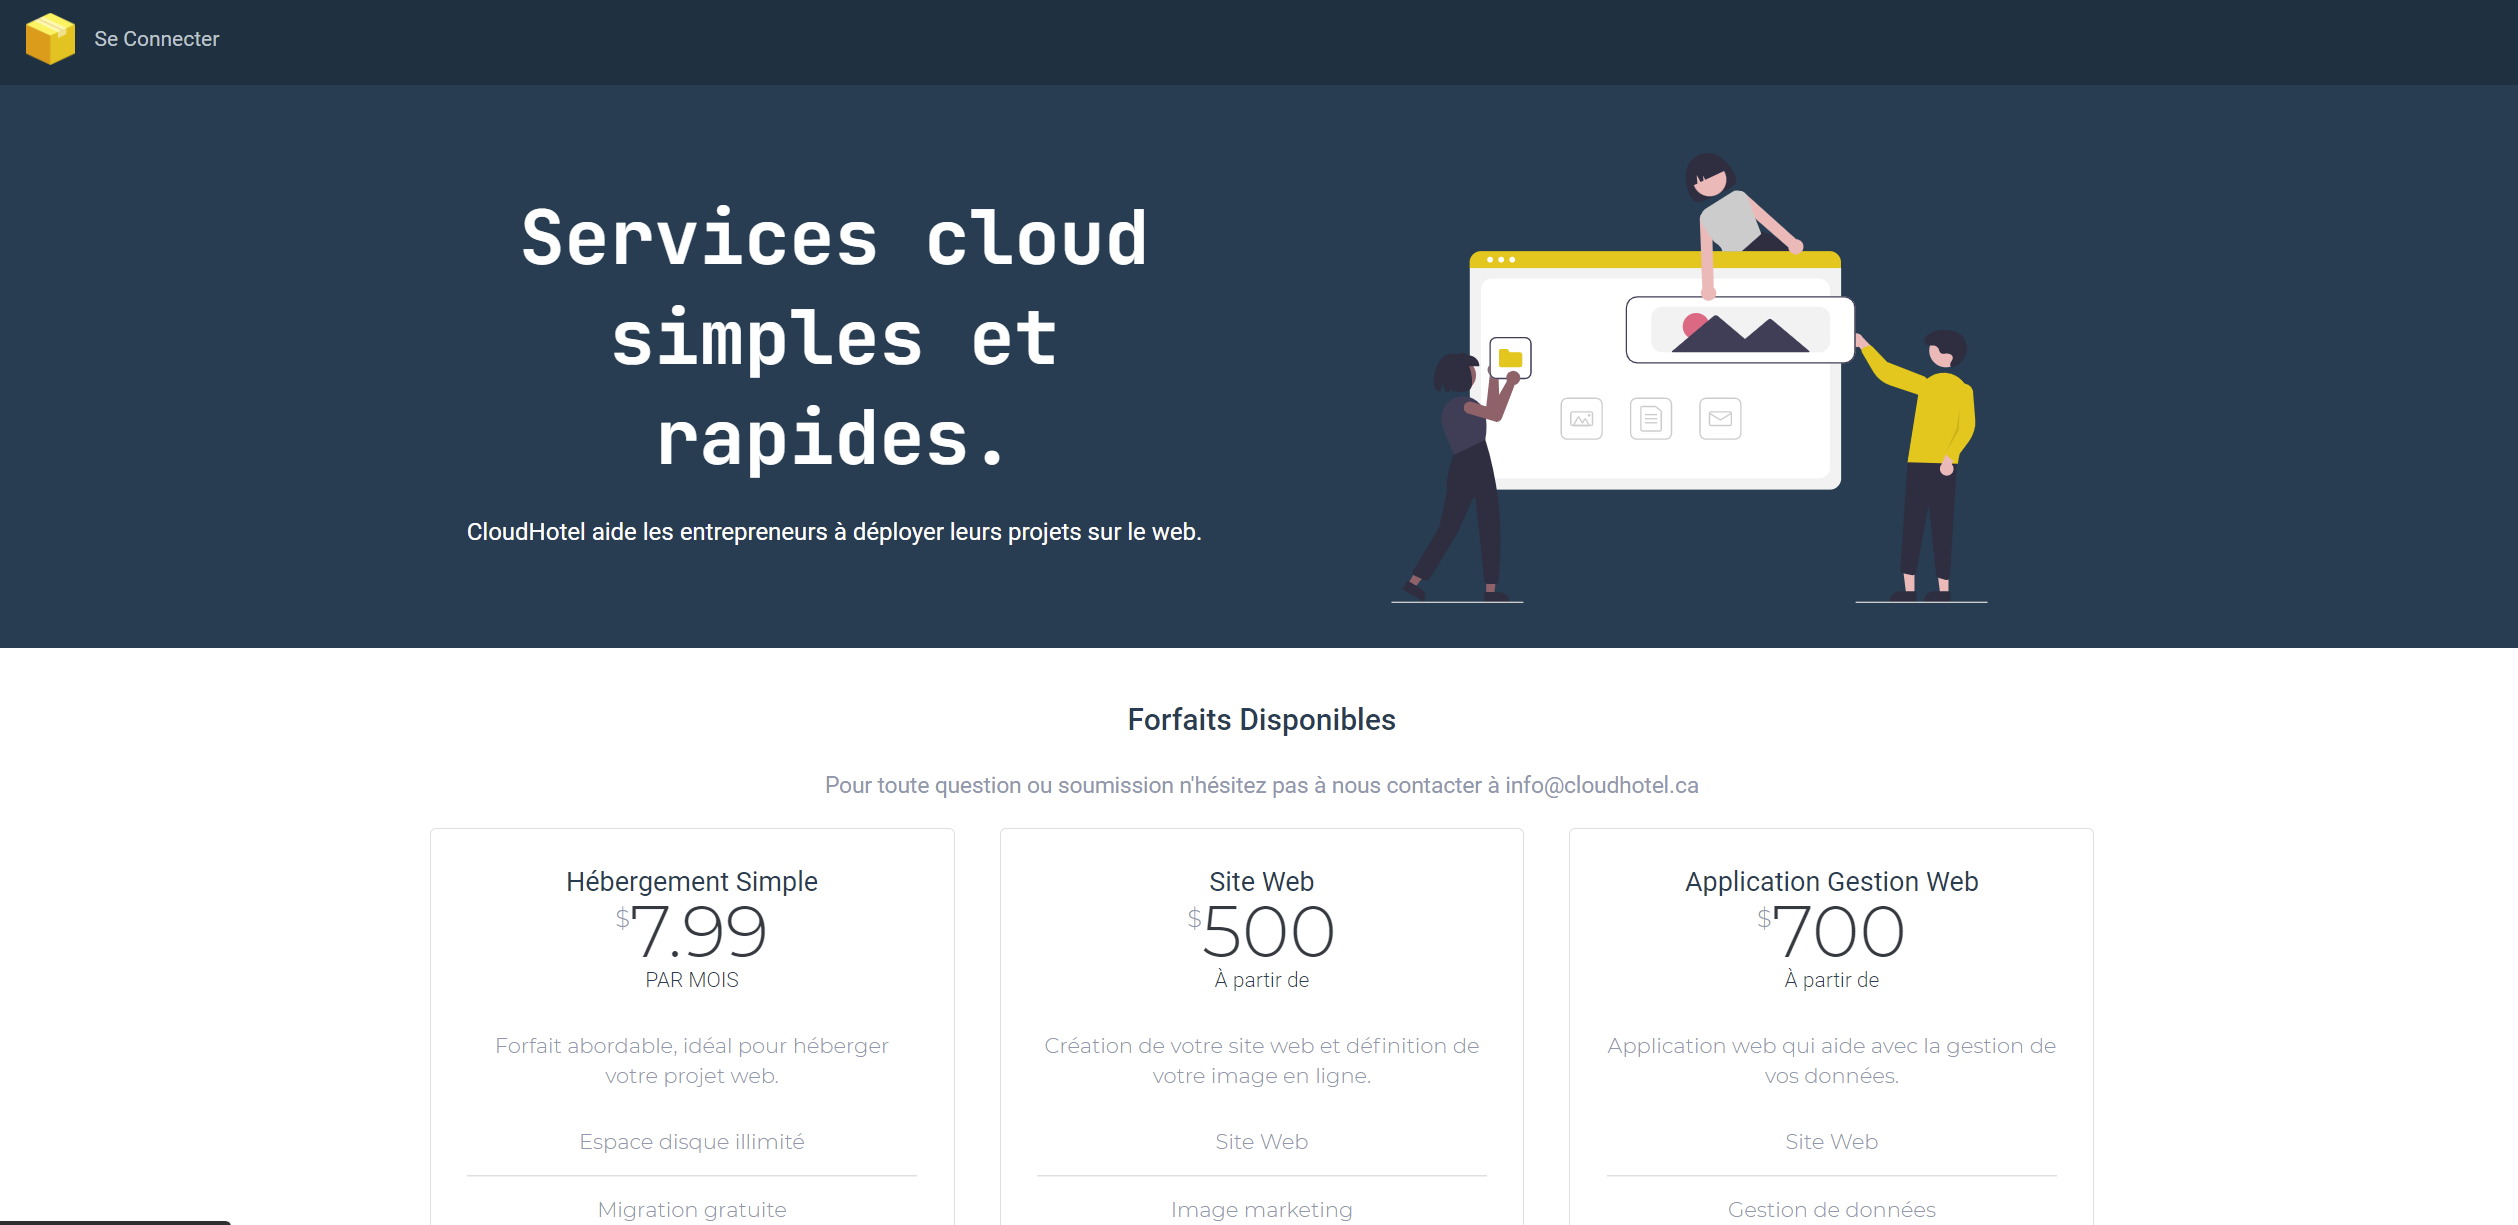 Se Connecter
Services cloud
simples et
rapides.
CloudHotel aide les entrepreneurs à déployer leurs projets sur le web.
Forfaits Disponibles
Pour toute question ou soumission n'hésitez pas à nous contacter à info@cloudhotel.ca
Hébergement Simple
$7.99
PAR MOIS
Forfait abordable, idéal pour héberger
votre projet web.
Espace disque illimité
Migration gratuite
Site Web
$500
À partir de
Création de votre site web et définition de
votre image en ligne.
Site Web
Image marketing
Application Gestion Web
$700
À partir de
Application web qui aide avec la gestion de
vos données.
Site Web
Gestion de données